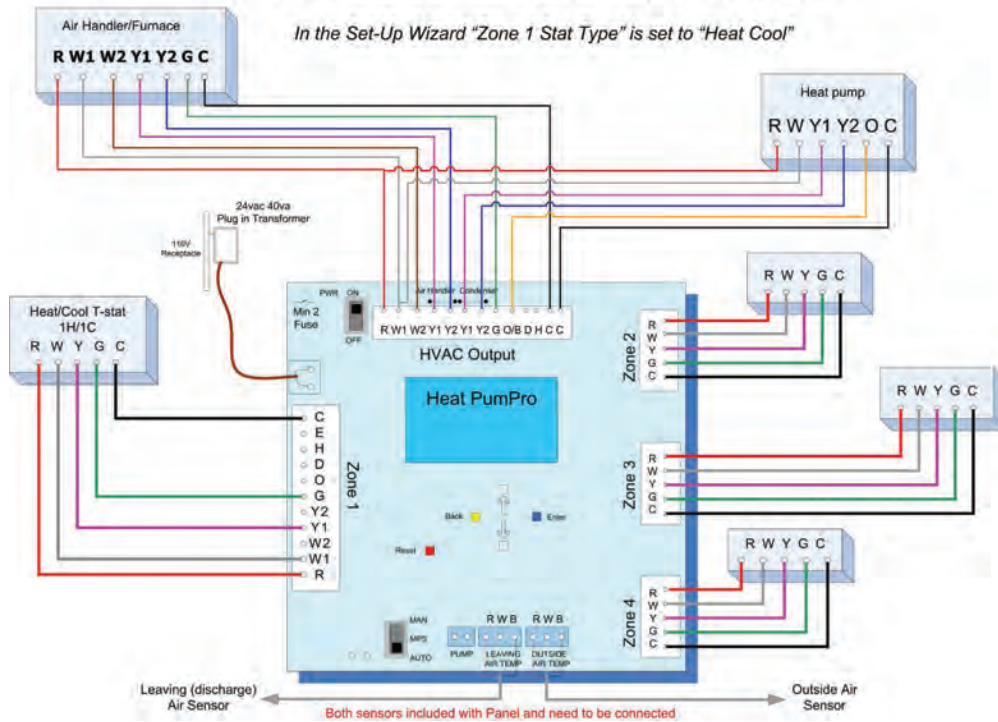 In the Set-Up Wizard "Zone 1 Stat Type" is set to "Heat Cool"
Air Handler/Furnace
R W1 W2 Y1 Y2 G C
Heat pump
R W Y1 Y2 O C
24vac 40va
Plug in Transformer
110V
Receptacle
Heat/Cool T-stat
1H/1C
R W Y G C
PWR
ON
OFF
Min 2
Fuse
Air Handler
Condenser
R W1 W2 Y1 Y2 Y1 Y2 G O/B D H C C
HVAC Output
Heat PumPro
Zone 1
C
E
H
D
O
G
Y2
Y1
W2
W1
R
Back
Enter
Reset
MAN
MPS
AUTO
PUMP
R W B
LEAVING
AIR TEMP
R W B
OUTSIDE
AIR TEMP
Zone 2
R
W
Y
G
C
R W Y G C
Zone 3
R
W
Y
G
C
R W Y G C
Zone 4
R
W
Y
G
C
R W Y G C
Leaving (discharge)
Air Sensor
Both sensors included with Panel and need to be connected
Outside Air
Sensor